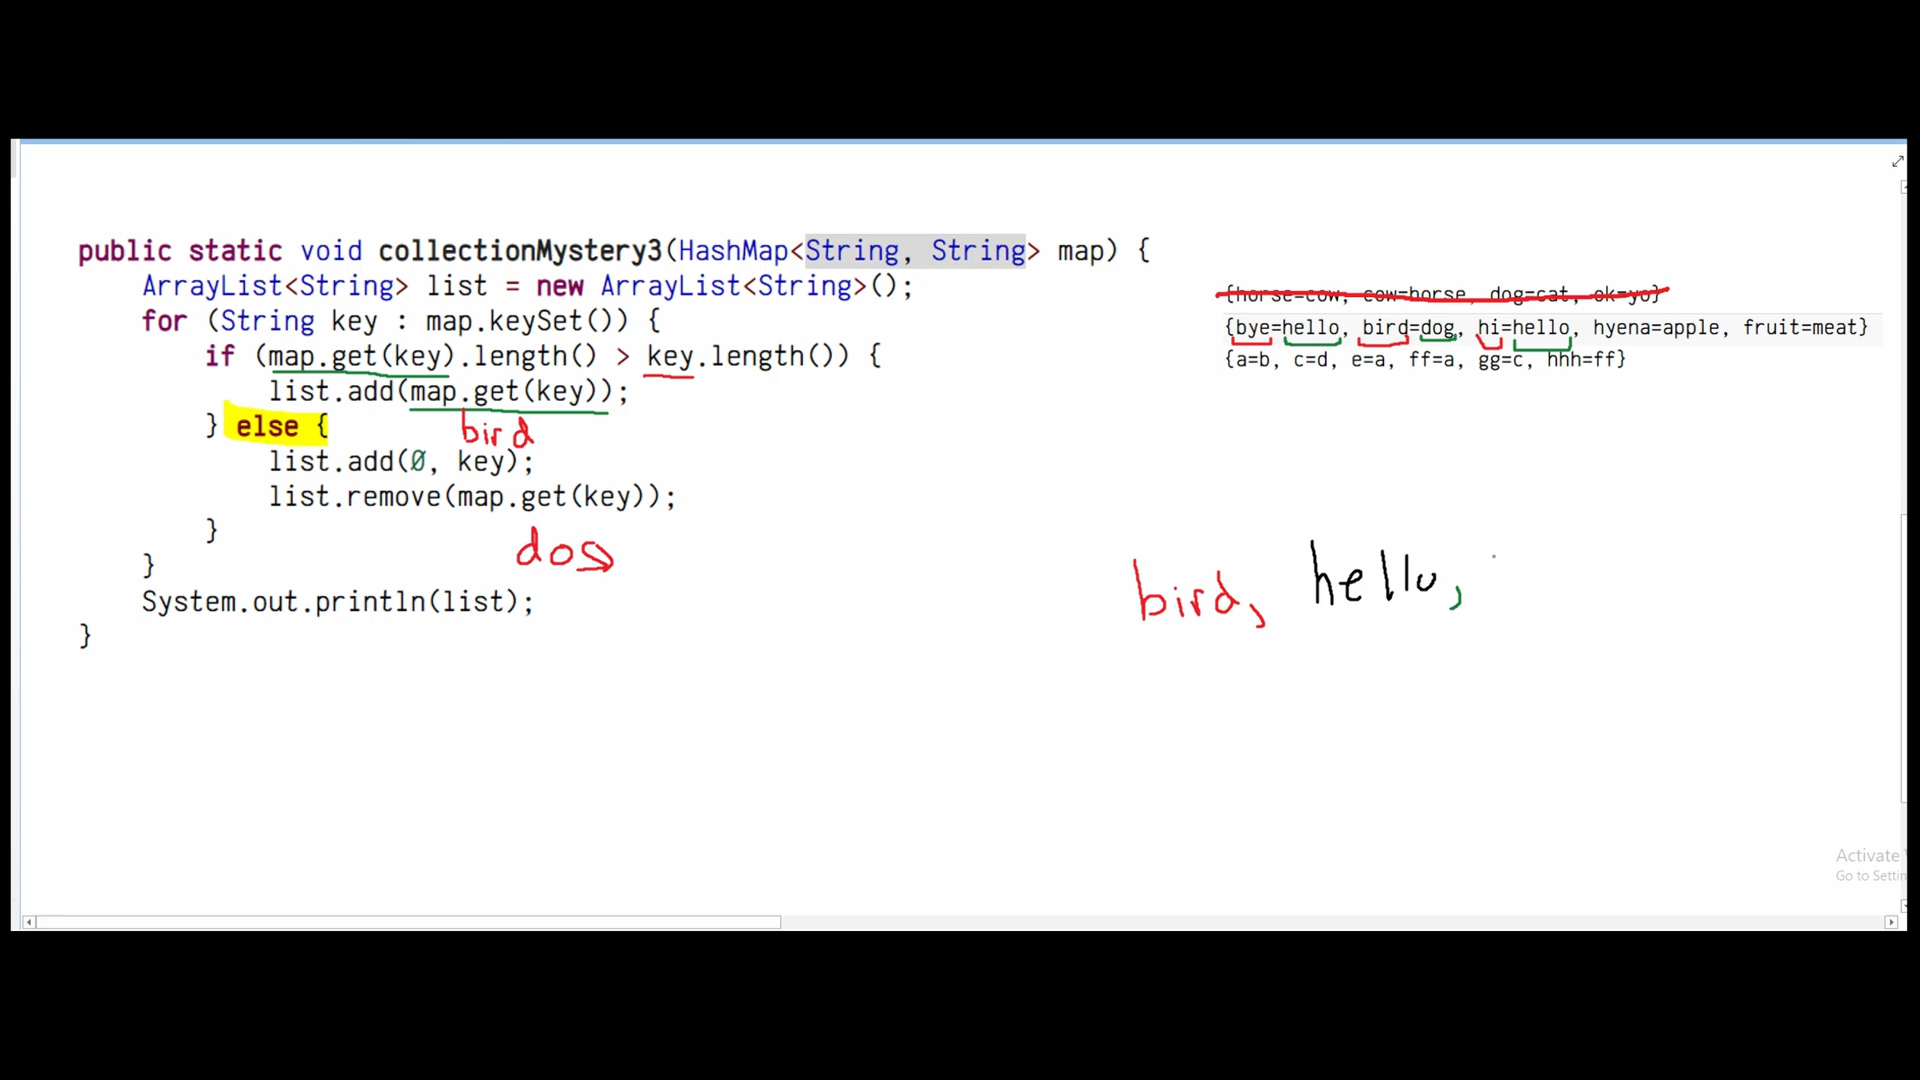 public static void collectionMystery3(HashMap<String, String> map) {
ArrayList<String> list = new ArrayList<String>();
for (String key : map.keySet()) {
if (map.get(key).length() > key.length()) {
list.add(map.get(key));
} else {
bird
list.add(0, key);
list.remove(map.get(key));
}
dog
}
System.out.println(list);
}
{horse=cow, cow=horse, dog=cat, ok=yo}
{bye=hello, bird=dog, hi=hello, hyena=apple, fruit=meat}
{a=b, c=d, e=a, ff=a, gg=c, hhh=ff}
bird, hello,
Activate
Go to Settin